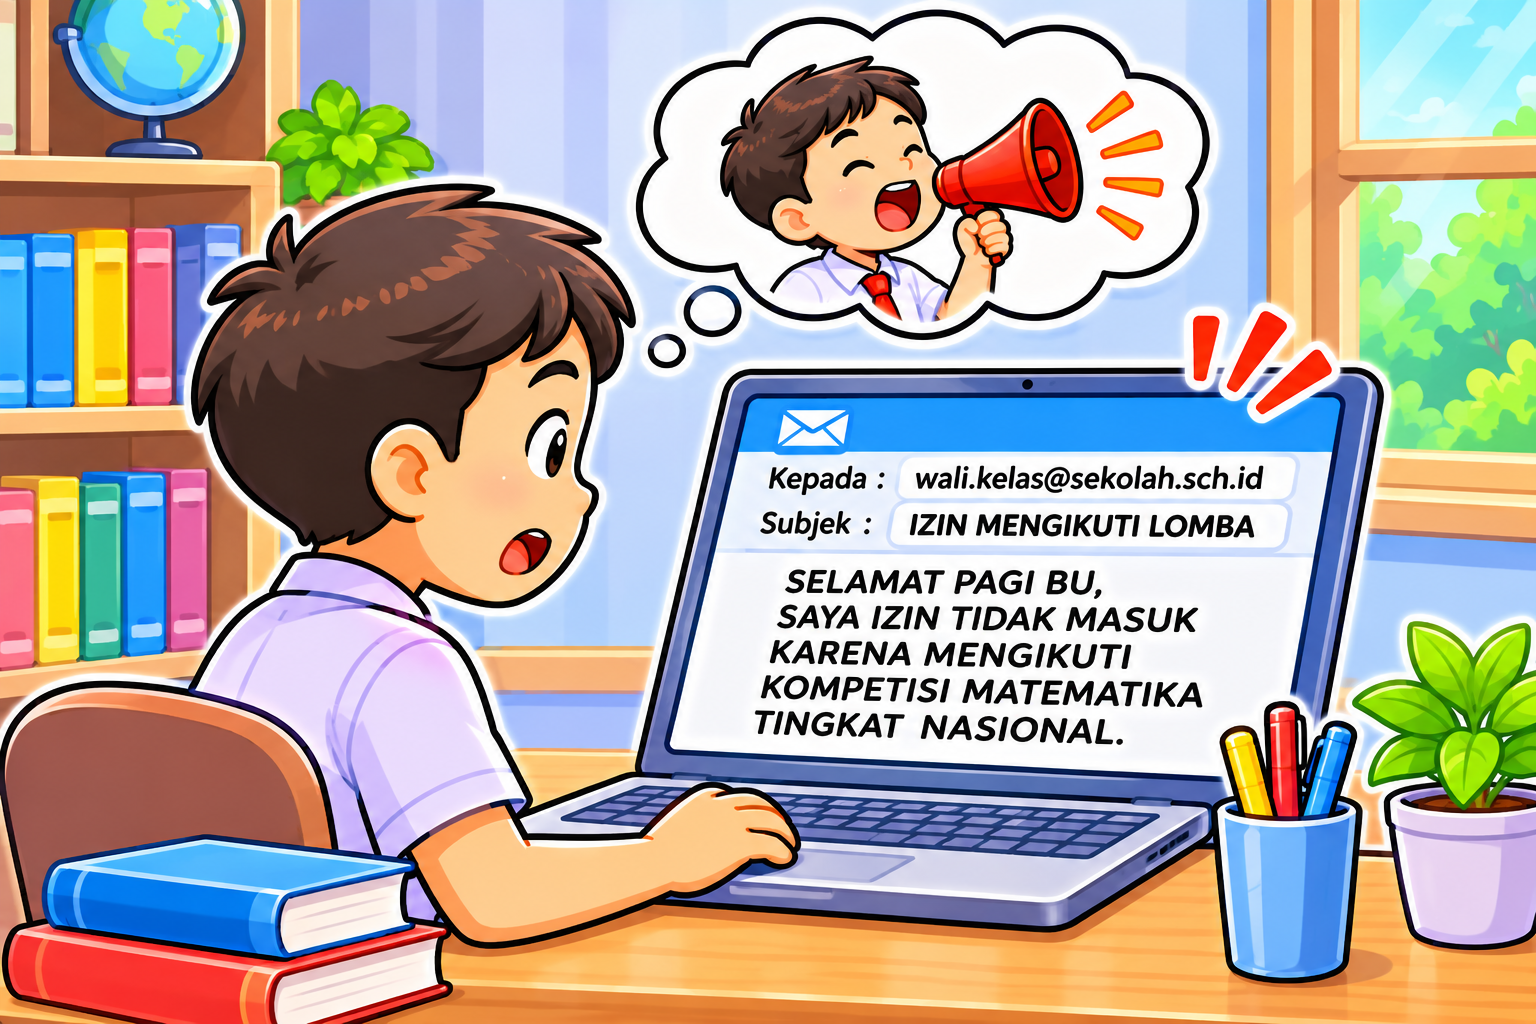 Kepada : wali.kelas@sekolah.sch.id
Subjek : IZIN MENGIKUTI LOMBA
SELAMAT PAGI BU,
SAYA IZIN TIDAK MASUK
KARENA MENGIKUTI
KOMPETISI MATEMATIKA
TINGKAT NASIONAL.